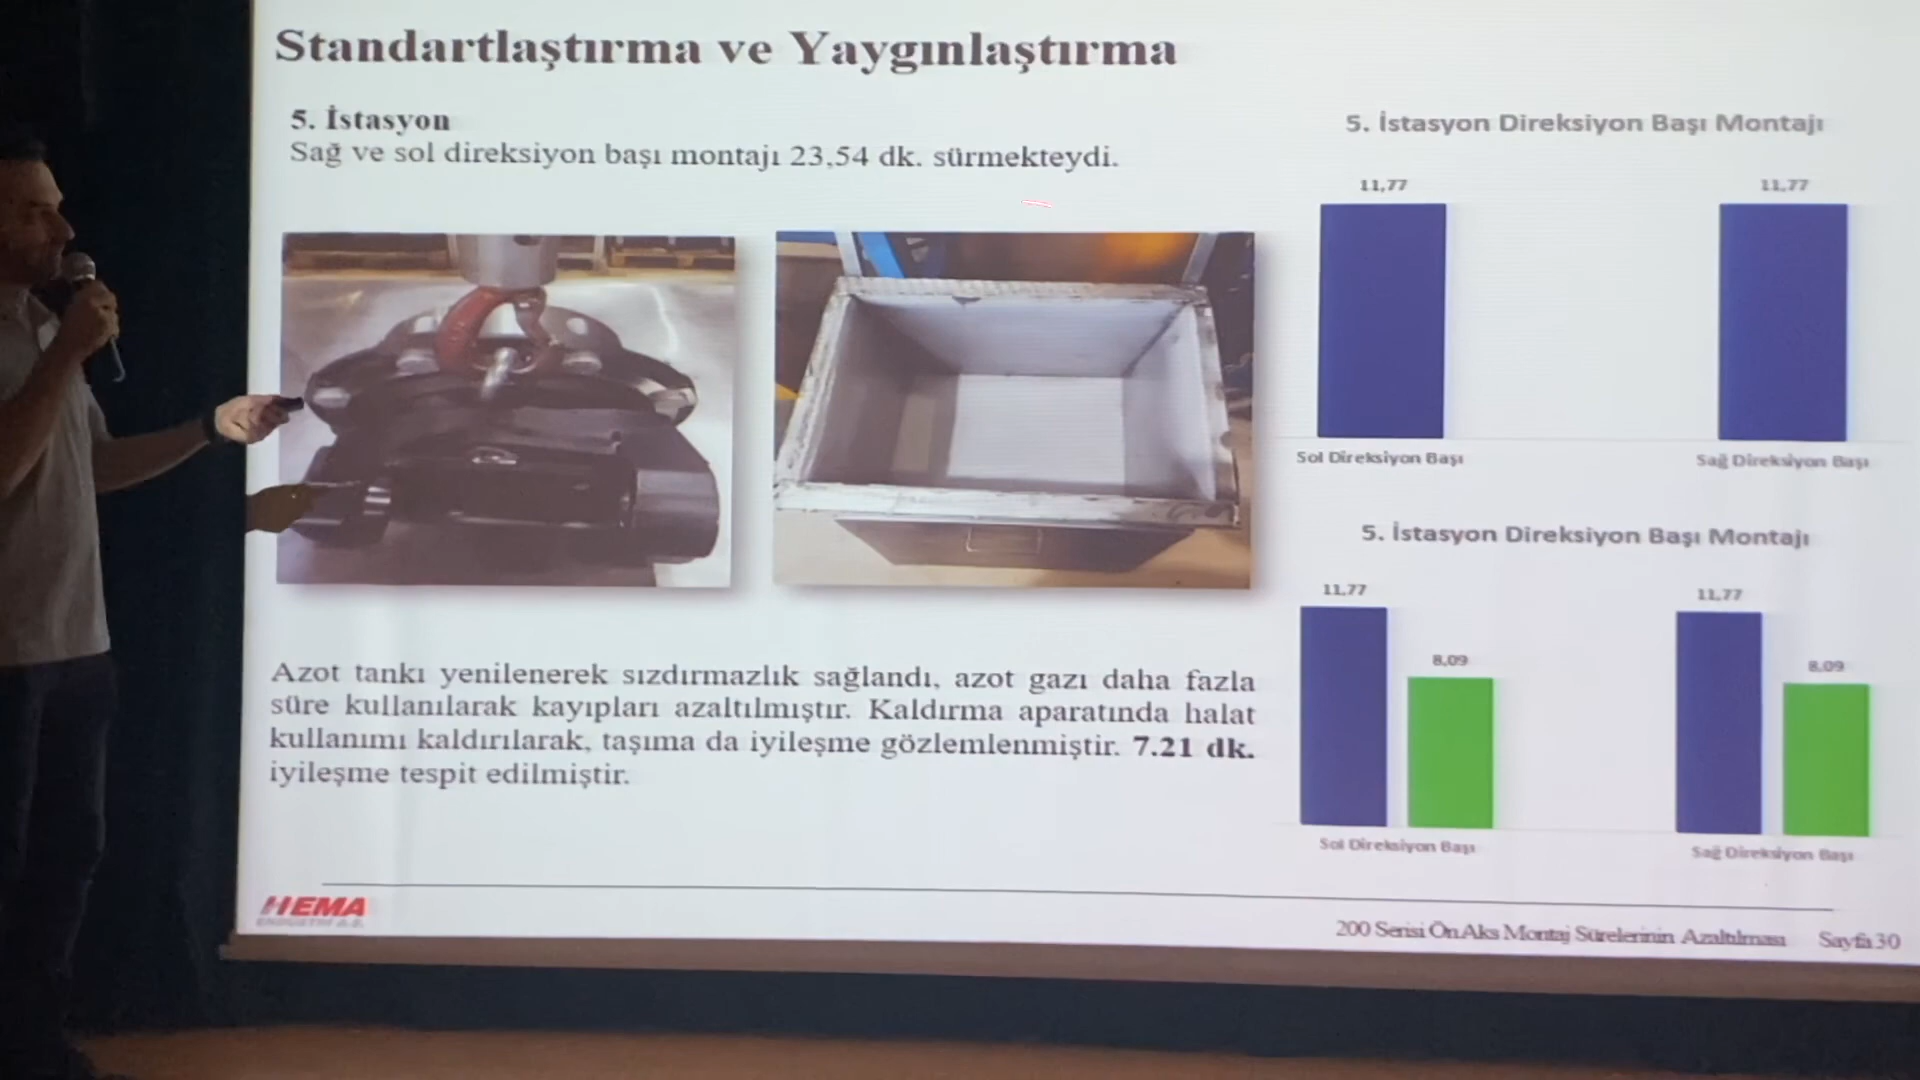 Standartlaştırma ve Yaygınlaştırma
5. İstasyon
Sağ ve sol direksiyon başı montajı 23,54 dk. sürmekteydi.
5. İstasyon Direksiyon Başı Montajı
11,77
11,77
Sol Direksiyon Başı
Sağ Direksiyon Başı
5. İstasyon Direksiyon Başı Montajı
11,77
8,09
11,77
8,09
Sol Direksiyon Başı
Sağ Direksiyon Başı
Azot tankı yenilenerek sızdırmazlık sağlandı, azot gazı daha fazla
süre kullanılarak kayıpları azaltılmıştır. Kaldırma aparatında halat
kullanımı kaldırılarak, taşıma da iyileşme gözlemlenmiştir. 7.21 dk.
iyileşme tespit edilmiştir.
HEMA
ENDÜSTRİ A.Ş.
200 Serisi Ön Aks Montaj Sürelerinin Azaltılması Sayfa 30